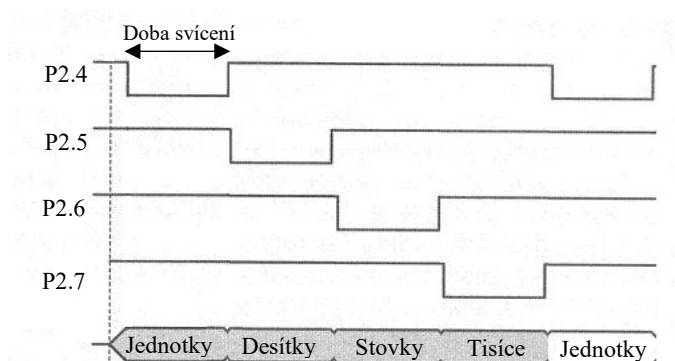 Doba svícení
P2.4
P2.5
P2.6
P2.7
Jednotky Desítky Stovky Tisíce Jednotky